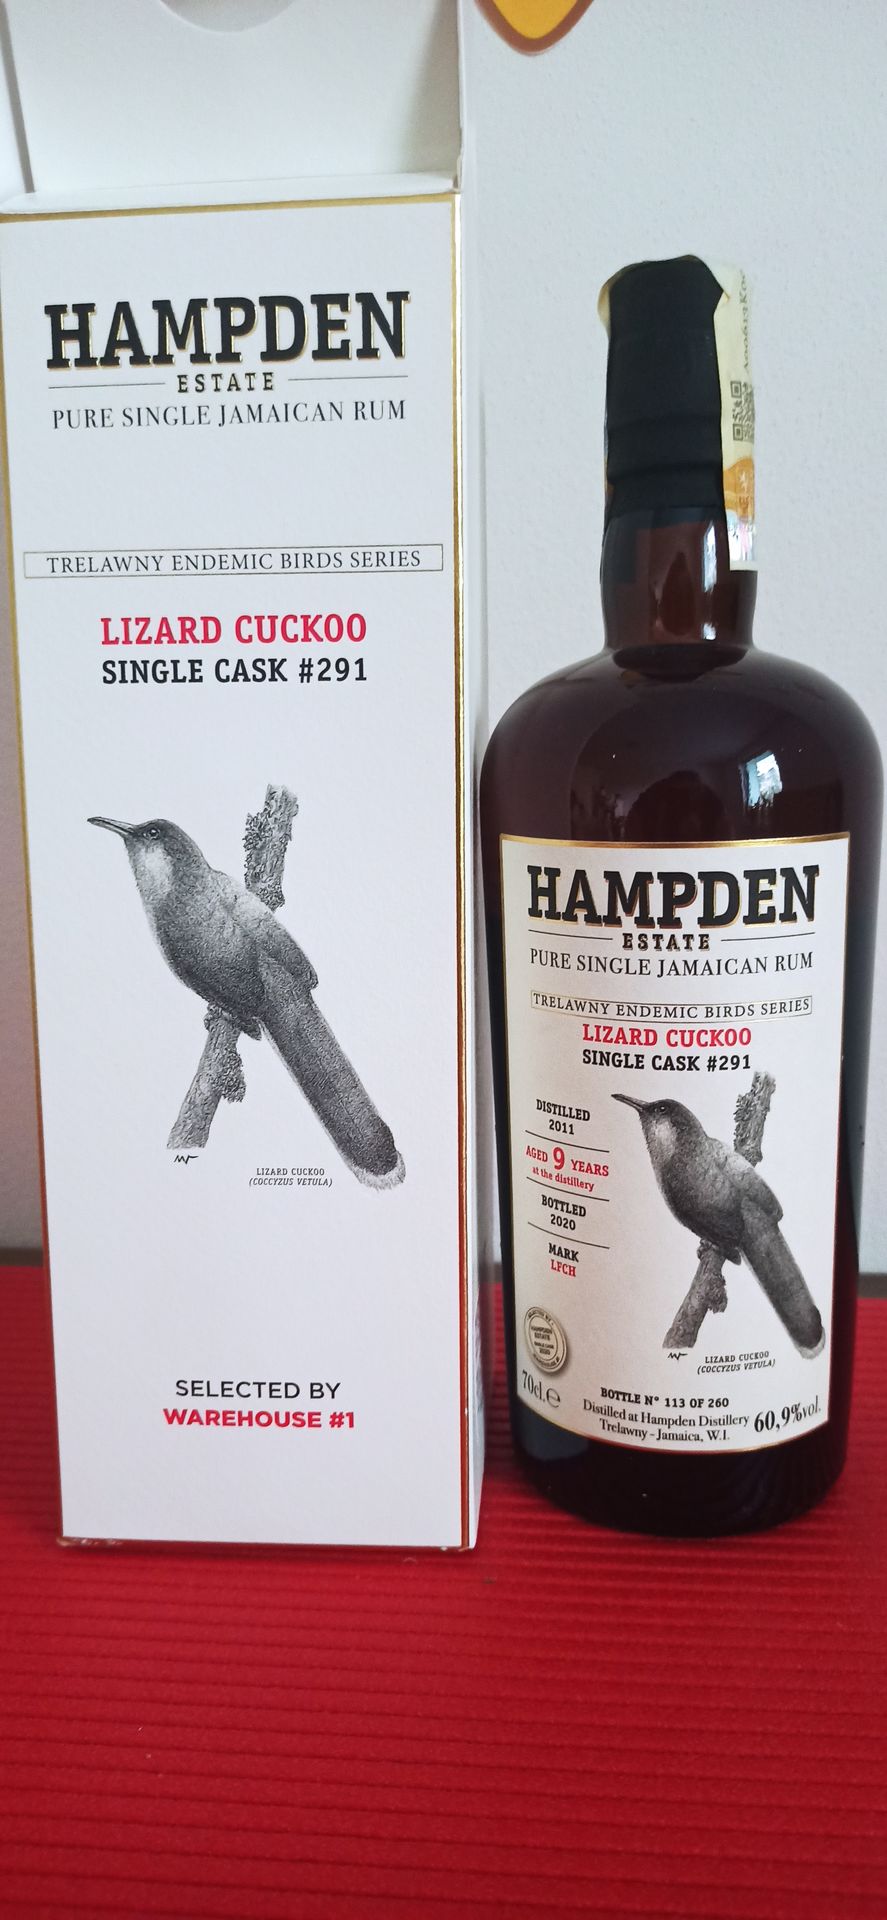 HAMPDEN
ESTATE
PURE SINGLE JAMAICAN RUM
TRELAWNY ENDEMIC BIRDS SERIES
LIZARD CUCKOO
SINGLE CASK #291
LIZARD CUCKOO
(COCCYZUS VETULA)
SELECTED BY
WAREHOUSE #1
HAMPDEN
ESTATE
PURE SINGLE JAMAICAN RUM
TRELAWNY ENDEMIC BIRDS SERIES
LIZARD CUCKOO
SINGLE CASK #291
DISTILLED
2011
AGED 9 YEARS
at the distillery
BOTTLED
2020
MARK
LFCH
HAMPDEN
ESTATE
LIZARD CUCKOO
(COCCYZUS VETULA)
70cl.e
BOTTLE N° 113 OF 260
Distilled at Hampden Distillery
Trelawny - Jamaica, W.I.
60,9%vol.